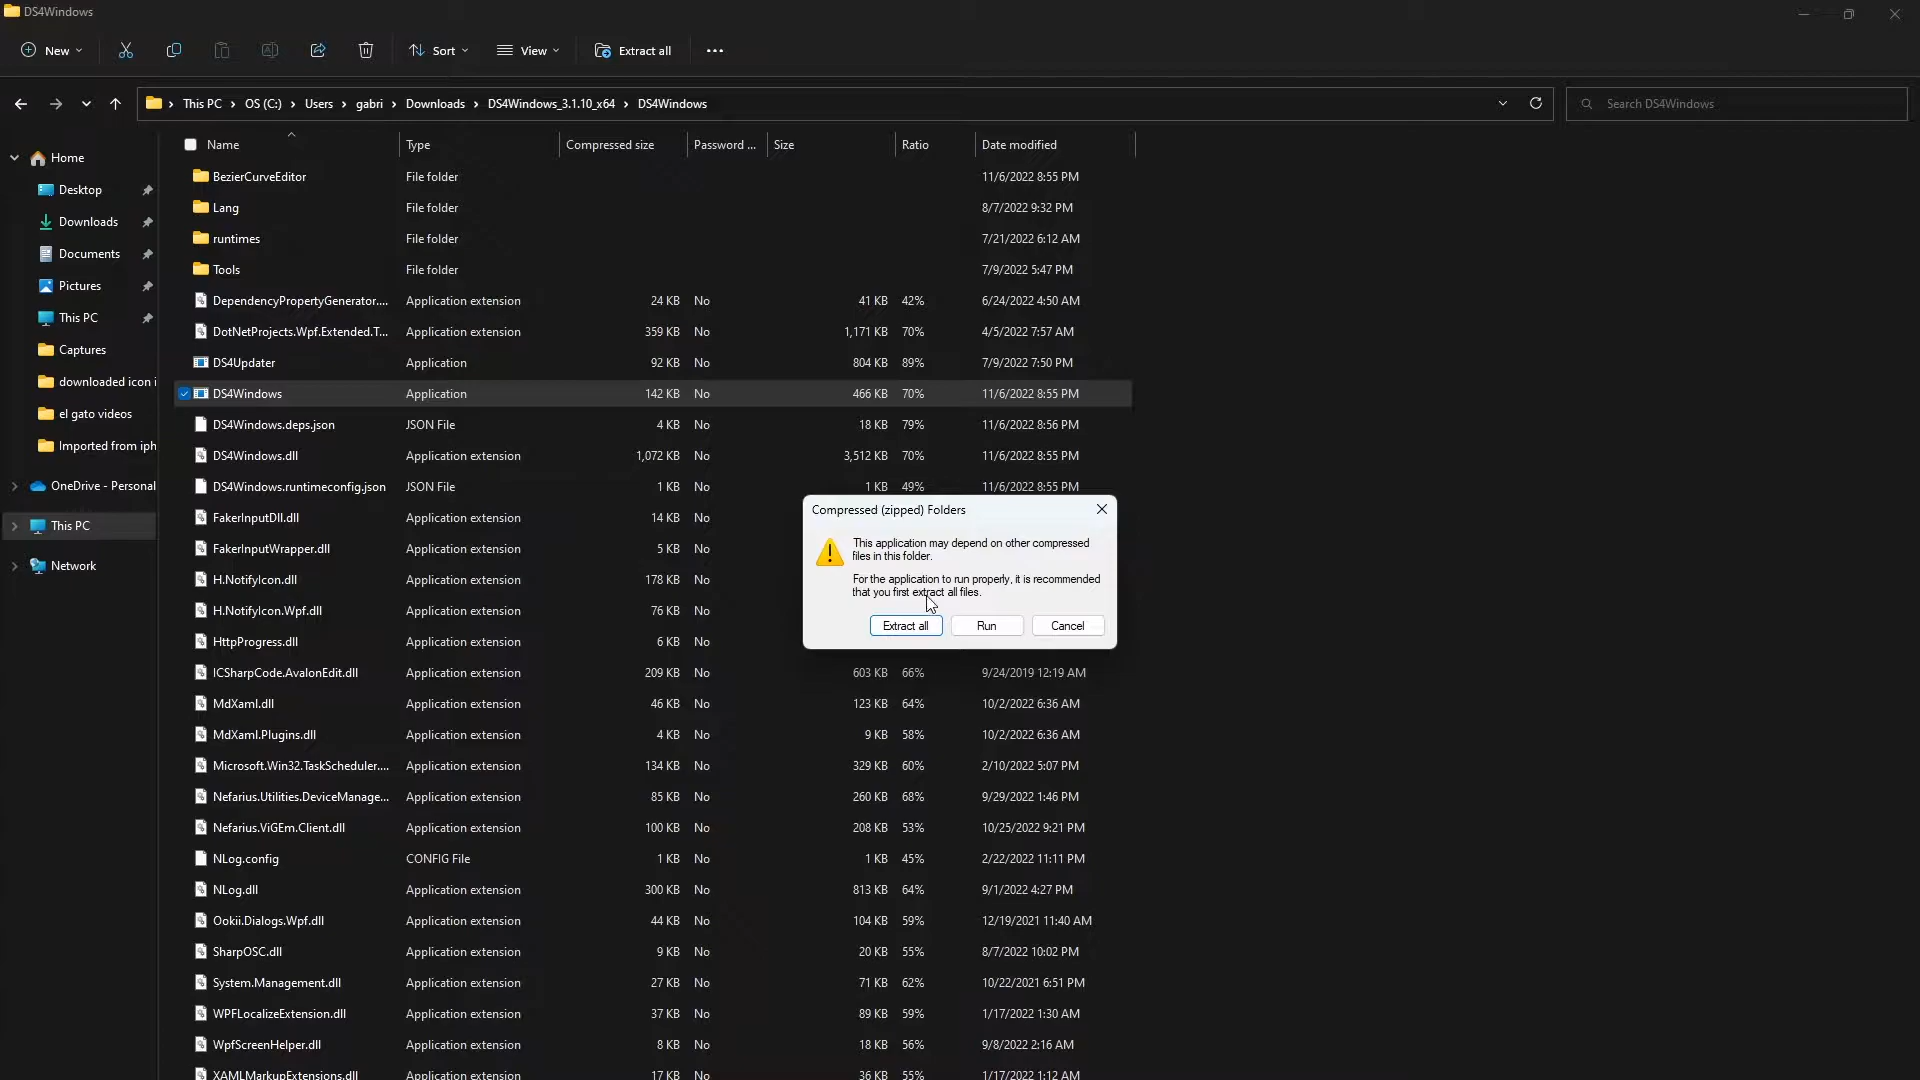 DS4Windows
New
Sort
View
Extract all
This PC > OS (C:) > Users > gabri > Downloads > DS4Windows_3.1.10_x64 > DS4Windows
Search DS4Windows
Home
Desktop
Downloads
Documents
Pictures
This PC
Captures
downloaded icon i
el gato videos
Imported from iph
OneDrive - Personal
This PC
Network
Name Type Compressed size Password ... Size Ratio Date modified
BezierCurveEditor File folder 11/6/2022 8:55 PM
Lang File folder 8/7/2022 9:32 PM
runtimes File folder 7/21/2022 6:12 AM
Tools File folder 7/9/2022 5:47 PM
DependencyPropertyGenerator.... Application extension 24 KB No 41 KB 42% 6/24/2022 4:50 AM
DotNetProjects.Wpf.Extended.T... Application extension 359 KB No 1,171 KB 70% 4/5/2022 7:57 AM
DS4Updater Application 92 KB No 804 KB 89% 7/9/2022 7:50 PM
DS4Windows Application 142 KB No 466 KB 70% 11/6/2022 8:55 PM
DS4Windows.deps.json JSON File 4 KB No 18 KB 79% 11/6/2022 8:56 PM
DS4Windows.dll Application extension 1,072 KB No 3,512 KB 70% 11/6/2022 8:55 PM
DS4Windows.runtimeconfig.json JSON File 1 KB No 1 KB 49% 11/6/2022 8:55 PM
FakerInputDll.dll Application extension 14 KB No
FakerInputWrapper.dll Application extension 5 KB No
H.NotifyIcon.dll Application extension 178 KB No
H.NotifyIcon.Wpf.dll Application extension 76 KB No
HttpProgress.dll Application extension 6 KB No
ICSharpCode.AvalonEdit.dll Application extension 209 KB No 603 KB 66% 9/24/2019 12:19 AM
MdXaml.dll Application extension 46 KB No 123 KB 64% 10/2/2022 6:36 AM
MdXaml.Plugins.dll Application extension 4 KB No 9 KB 58% 10/2/2022 6:36 AM
Microsoft.Win32.TaskScheduler.... Application extension 134 KB No 329 KB 60% 2/10/2022 5:07 PM
Nefarius.Utilities.DeviceManage... Application extension 85 KB No 260 KB 68% 9/29/2022 1:46 PM
Nefarius.ViGEm.Client.dll Application extension 100 KB No 208 KB 53% 10/25/2022 9:21 PM
NLog.config CONFIG File 1 KB No 1 KB 45% 2/22/2022 11:11 PM
NLog.dll Application extension 300 KB No 813 KB 64% 9/1/2022 4:27 PM
Ookii.Dialogs.Wpf.dll Application extension 44 KB No 104 KB 59% 12/19/2021 11:40 AM
SharpOSC.dll Application extension 9 KB No 20 KB 55% 8/7/2022 10:02 PM
System.Management.dll Application extension 27 KB No 71 KB 62% 10/22/2021 6:51 PM
WPFLocalizeExtension.dll Application extension 37 KB No 89 KB 59% 1/17/2022 1:30 AM
WpfScreenHelper.dll Application extension 8 KB No 18 KB 56% 9/8/2022 2:16 AM
XAMLMarkupExtensions.dll Application extension 17 KB No 36 KB 55% 1/17/2022 1:12 AM
Compressed (zipped) Folders
This application may depend on other compressed
files in this folder.
For the application to run properly, it is recommended
that you first extract all files.
Extract all
Run
Cancel